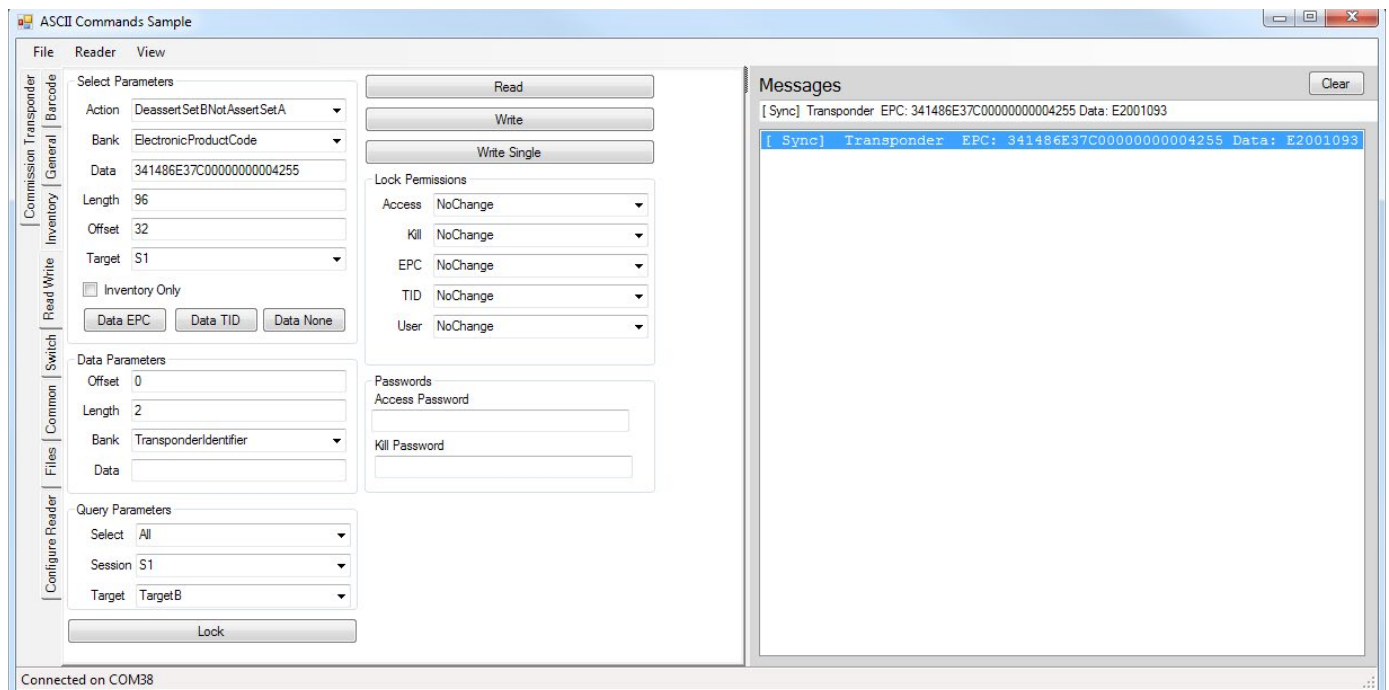 ASCII Commands Sample
File Reader View
Commission Transponder
Barcode
General
Inventory
Read Write
Switch
Common
Files
Configure Reader
Select Parameters
Action DeassertSetBNotAssertSetA
Bank ElectronicProductCode
Data 341486E37C00000000004255
Length 96
Offset 32
Target S1
Inventory Only
Data EPC Data TID Data None
Data Parameters
Offset 0
Length 2
Bank TransponderIdentifier
Data
Query Parameters
Select All
Session S1
Target TargetB
Lock
Read
Write
Write Single
Lock Permissions
Access NoChange
Kill NoChange
EPC NoChange
TID NoChange
User NoChange
Passwords
Access Password
Kill Password
Messages Clear
[ Sync] Transponder EPC: 341486E37C00000000004255 Data: E2001093
[ Sync] Transponder EPC: 341486E37C00000000004255 Data: E2001093
Connected on COM38